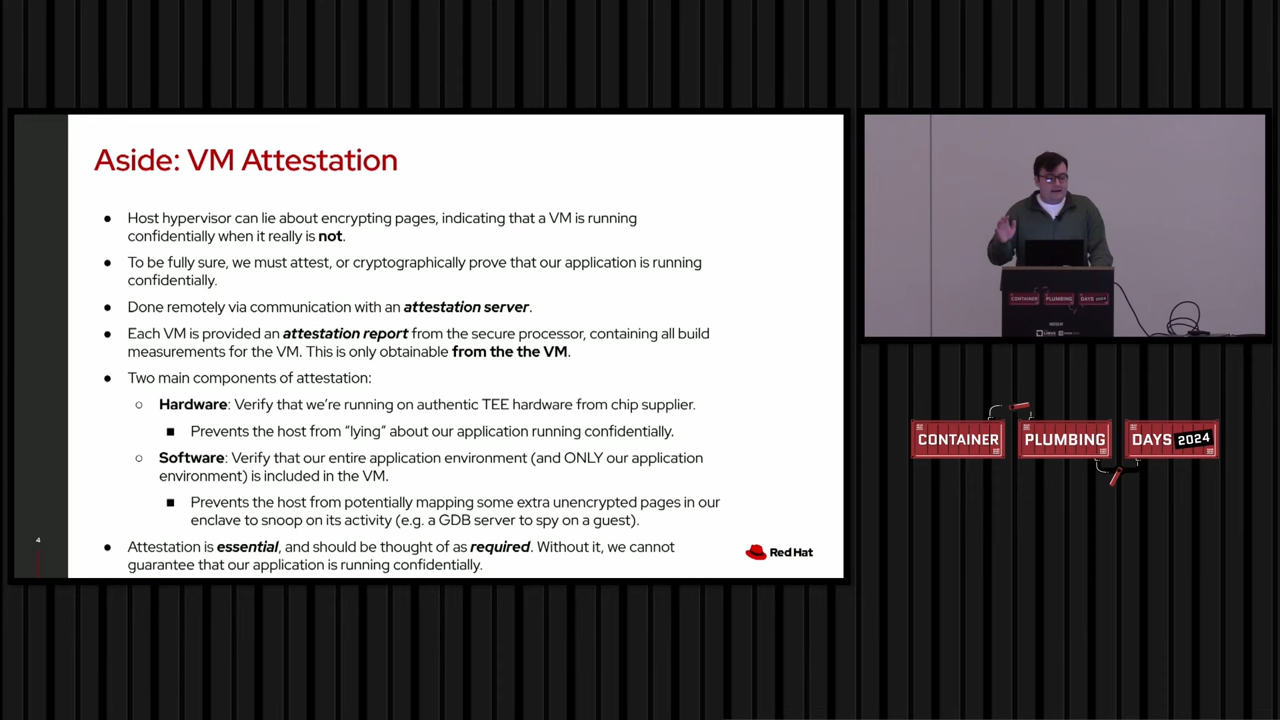 Aside: VM Attestation
● Host hypervisor can lie about encrypting pages, indicating that a VM is running
confidentially when it really is not.
● To be fully sure, we must attest, or cryptographically prove that our application is running
confidentially.
● Done remotely via communication with an attestation server.
● Each VM is provided an attestation report from the secure processor, containing all build
measurements for the VM. This is only obtainable from the the VM.
● Two main components of attestation:
○ Hardware: Verify that we're running on authentic TEE hardware from chip supplier.
■ Prevents the host from “lying” about our application running confidentially.
○ Software: Verify that our entire application environment (and ONLY our application
environment) is included in the VM.
■ Prevents the host from potentially mapping some extra unencrypted pages in our
enclave to snoop on its activity (e.g. a GDB server to spy on a guest).
● Attestation is essential, and should be thought of as required. Without it, we cannot
guarantee that our application is running confidentially.
4
Red Hat
CONTAINER PLUMBING DAYS 2024
CONTAINER PLUMBING DAYS 2024